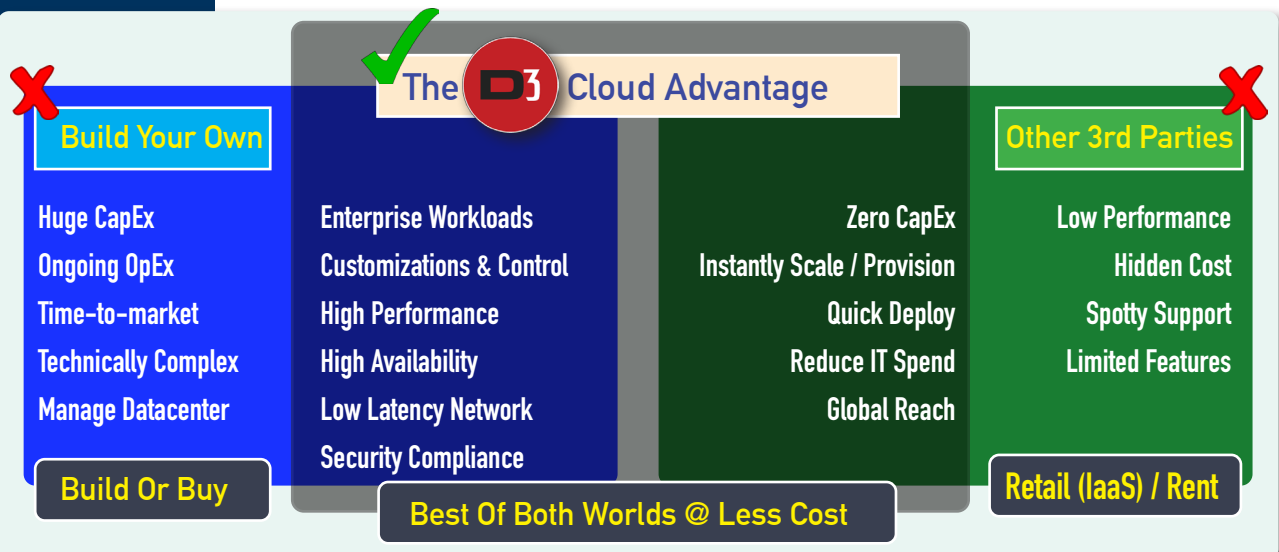 The D3 Cloud Advantage
Build Your Own
Huge CapEx
Ongoing OpEx
Time-to-market
Technically Complex
Manage Datacenter
Build Or Buy
Enterprise Workloads
Customizations & Control
High Performance
High Availability
Low Latency Network
Security Compliance
Zero CapEx
Instantly Scale / Provision
Quick Deploy
Reduce IT Spend
Global Reach
Best Of Both Worlds @ Less Cost
Other 3rd Parties
Low Performance
Hidden Cost
Spotty Support
Limited Features
Retail (IaaS) / Rent